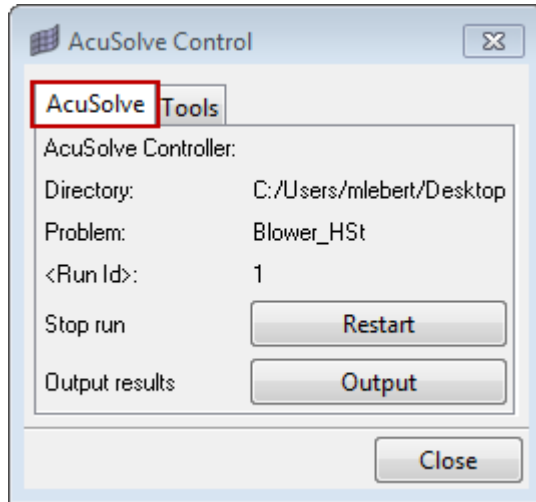 AcuSolve Control
AcuSolve Tools
AcuSolve Controller:
Directory: C:/Users/mlebert/Desktop
Problem: Blower_HSt
<Run Id>: 1
Stop run Restart
Output results Output
Close